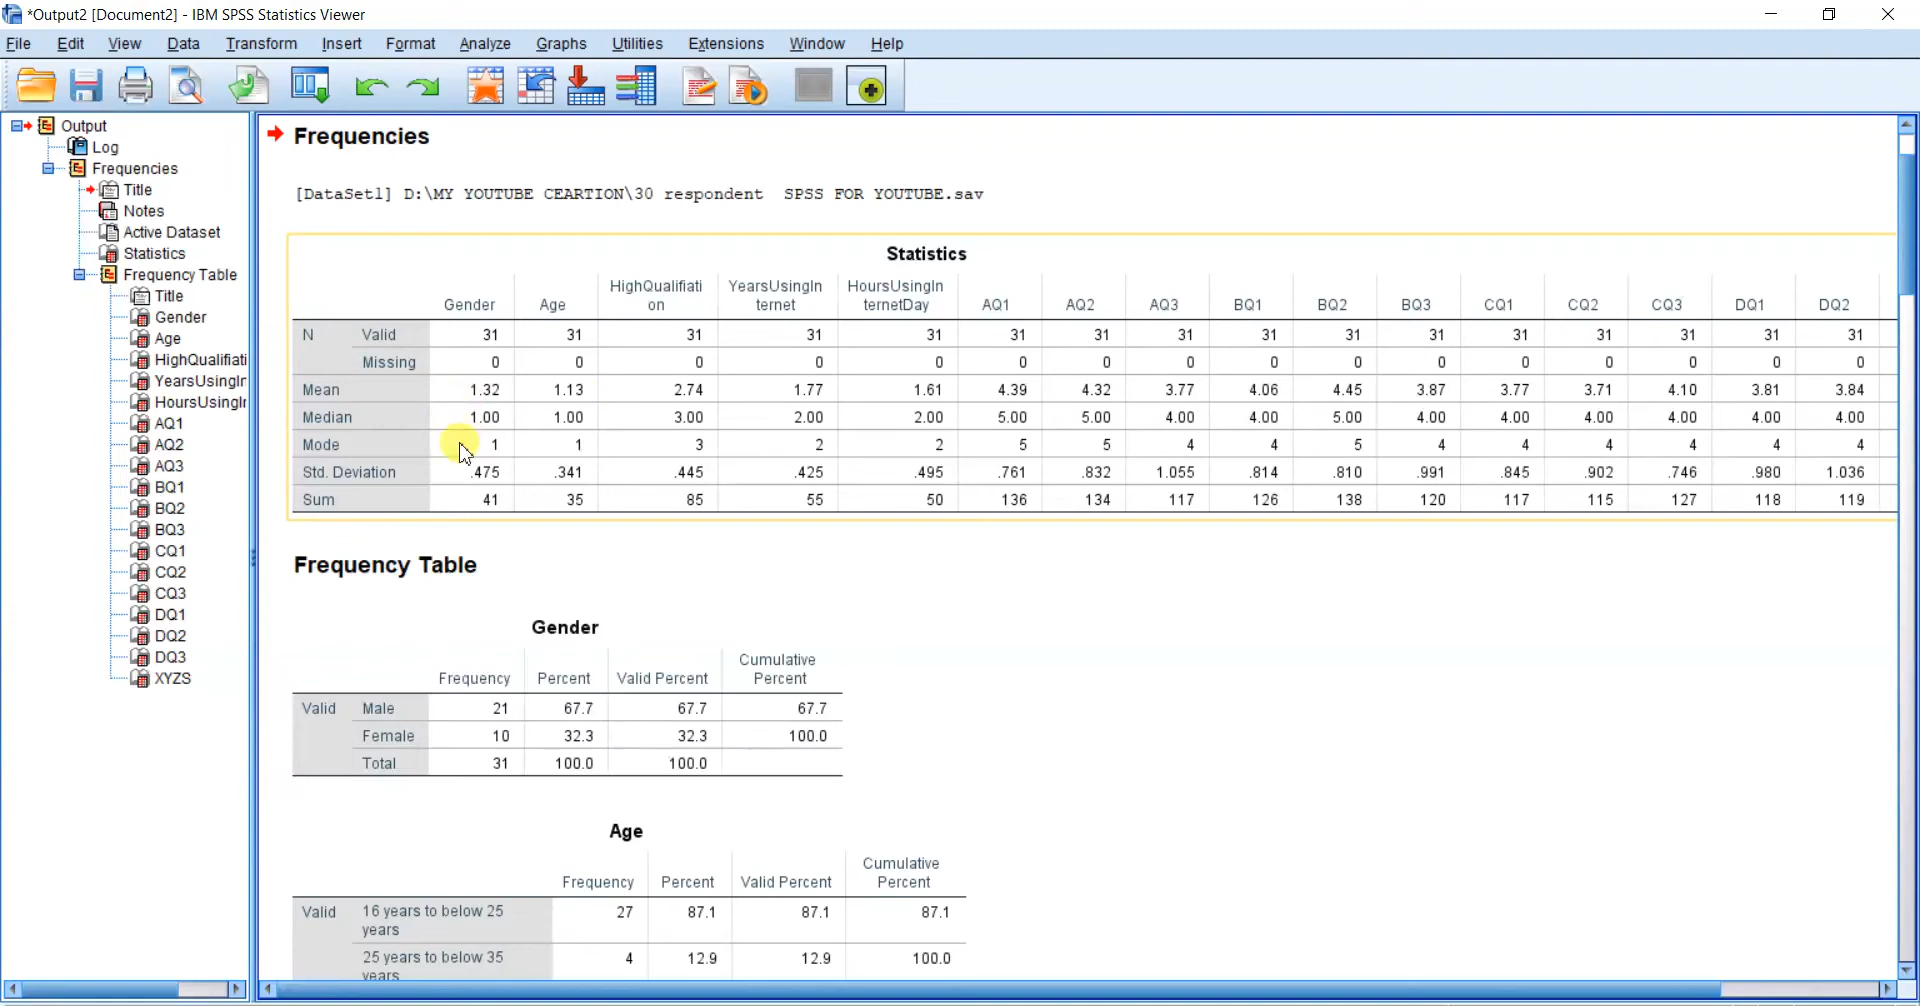 *Output2 [Document2] - IBM SPSS Statistics Viewer
File Edit View Data Transform Insert Format Analyze Graphs Utilities Extensions Window Help
Output
Log
Frequencies
Title
Notes
Active Dataset
Statistics
Frequency Table
Title
Gender
Age
HighQualifiati
YearsUsingIr
HoursUsingIr
AQ1
AQ2
AQ3
BQ1
BQ2
BQ3
CQ1
CQ2
CQ3
DQ1
DQ2
DQ3
XYZS
Frequencies
[DataSet1] D:\MY YOUTUBE CEARTION\30 respondent  SPSS FOR YOUTUBE.sav
Statistics
Gender Age HighQualifiati on YearsUsingIn ternet HoursUsingIn ternetDay AQ1 AQ2 AQ3 BQ1 BQ2 BQ3 CQ1 CQ2 CQ3 DQ1 DQ2
N Valid 31 31 31 31 31 31 31 31 31 31 31 31 31 31 31 31
Missing 0 0 0 0 0 0 0 0 0 0 0 0 0 0 0 0
Mean 1.32 1.13 2.74 1.77 1.61 4.39 4.32 3.77 4.06 4.45 3.87 3.77 3.71 4.10 3.81 3.84
Median 1.00 1.00 3.00 2.00 2.00 5.00 5.00 4.00 4.00 5.00 4.00 4.00 4.00 4.00 4.00 4.00
Mode 1 1 3 2 2 5 5 4 4 5 4 4 4 4 4 4
Std. Deviation .475 .341 .445 .425 .495 .761 .832 1.055 .814 .810 .991 .845 .902 .746 .980 1.036
Sum 41 35 85 55 50 136 134 117 126 138 120 117 115 127 118 119
Frequency Table
Gender
Frequency Percent Valid Percent Cumulative Percent
Valid Male 21 67.7 67.7 67.7
Female 10 32.3 32.3 100.0
Total 31 100.0 100.0
Age
Frequency Percent Valid Percent Cumulative Percent
Valid 16 years to below 25 years 27 87.1 87.1 87.1
25 years to below 35 years 4 12.9 12.9 100.0